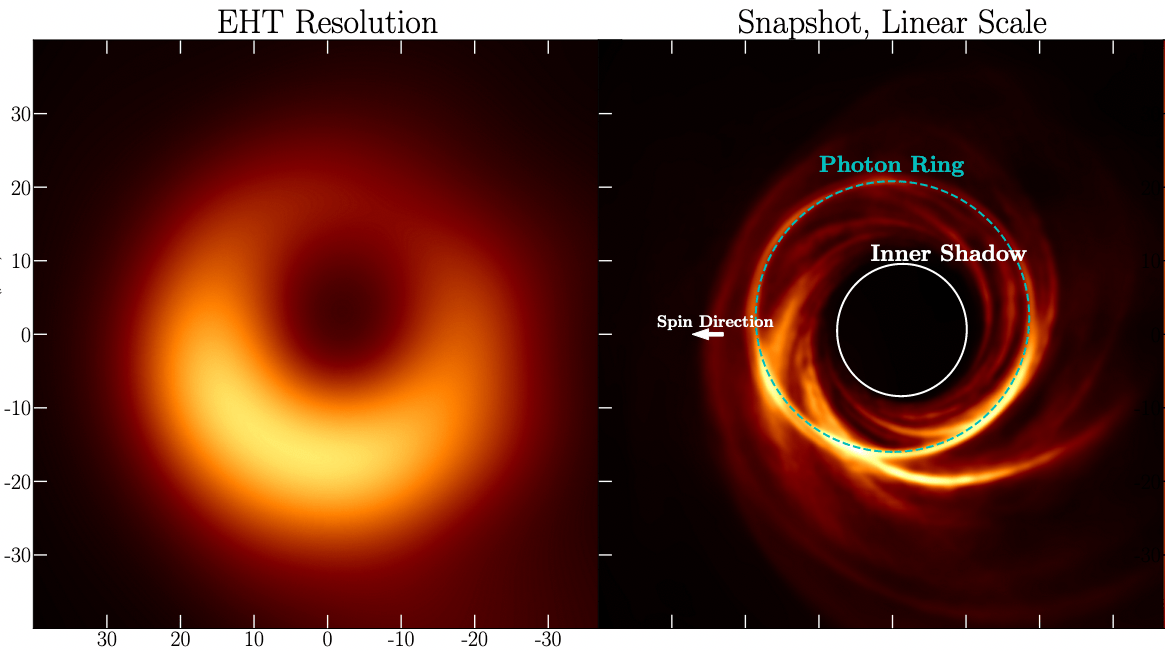 EHT Resolution
Snapshot, Linear Scale
30
20
10
0
-10
-20
-30
30
20
10
0
-10
-20
-30
Photon Ring
Inner Shadow
Spin Direction